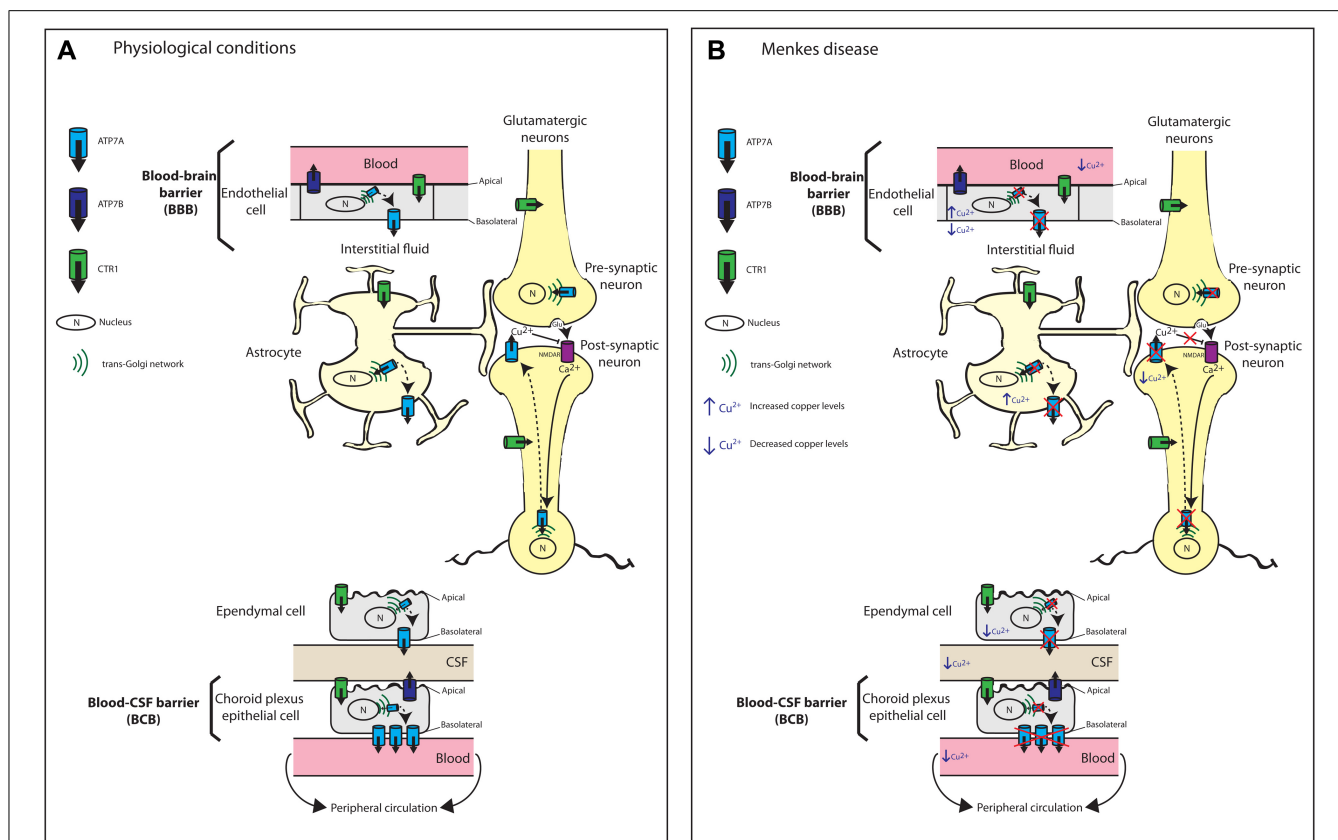 A Physiological conditions
ATP7A
ATP7B
CTR1
N Nucleus
trans-Golgi network
Blood-brain
barrier
(BBB)
Endothelial
cell
Blood
N
Apical
Basolateral
Interstitial fluid
Glutamatergic
neurons
Pre-synaptic
neuron
N
Glu
Cu2+
NMDAR
Ca2+
Post-synaptic
neuron
Astrocyte
N
N
Ependymal cell
N
Apical
Basolateral
CSF
Blood-CSF barrier
(BCB)
Choroid plexus
epithelial cell
N
Apical
Basolateral
Blood
Peripheral circulation
B Menkes disease
ATP7A
ATP7B
CTR1
N Nucleus
trans-Golgi network
↑ Cu2+ Increased copper levels
↓ Cu2+ Decreased copper levels
Blood-brain
barrier
(BBB)
Endothelial
cell
Blood
↓Cu2+
N
↑Cu2+
↓Cu2+
Apical
Basolateral
Interstitial fluid
Glutamatergic
neurons
Pre-synaptic
neuron
N
Glu
Cu2+
NMDAR
Ca2+
↓Cu2+
Post-synaptic
neuron
Astrocyte
N
↑Cu2+
N
Ependymal cell
N
↓Cu2+
Apical
Basolateral
↓Cu2+
CSF
Blood-CSF barrier
(BCB)
Choroid plexus
epithelial cell
N
Apical
Basolateral
↓Cu2+
Blood
Peripheral circulation